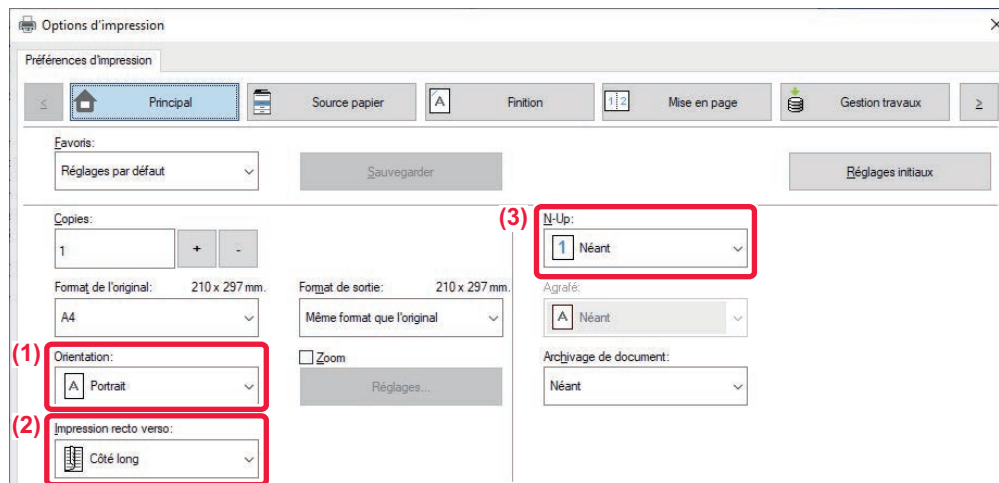 Options d'impression
Préférences d'impression
< Principal Source papier A Finition 1 2 Mise en page Gestion travaux >
Favoris:
Réglages par défaut Sauvegarder Réglages initiaux
Copies: (3) N-Up:
1 + - 1 Néant
Format de l'original: 210 x 297 mm. Format de sortie: 210 x 297 mm. Agrafé:
A4 Même format que l'original A Néant
(1) Orientation: Zoom Archivage de document:
A Portrait Réglages... Néant
(2) Impression recto verso:
Côté long